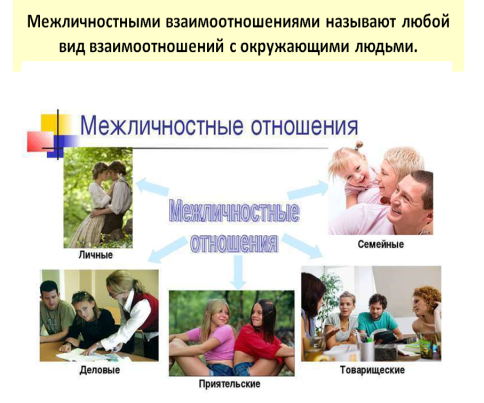 Межличностными взаимоотношениями называют любой
вид взаимоотношений с окружающими людьми.
Межличностные отношения
Межличностные
отношения
Личные
Семейные
Деловые
Приятельские
Товарищеские